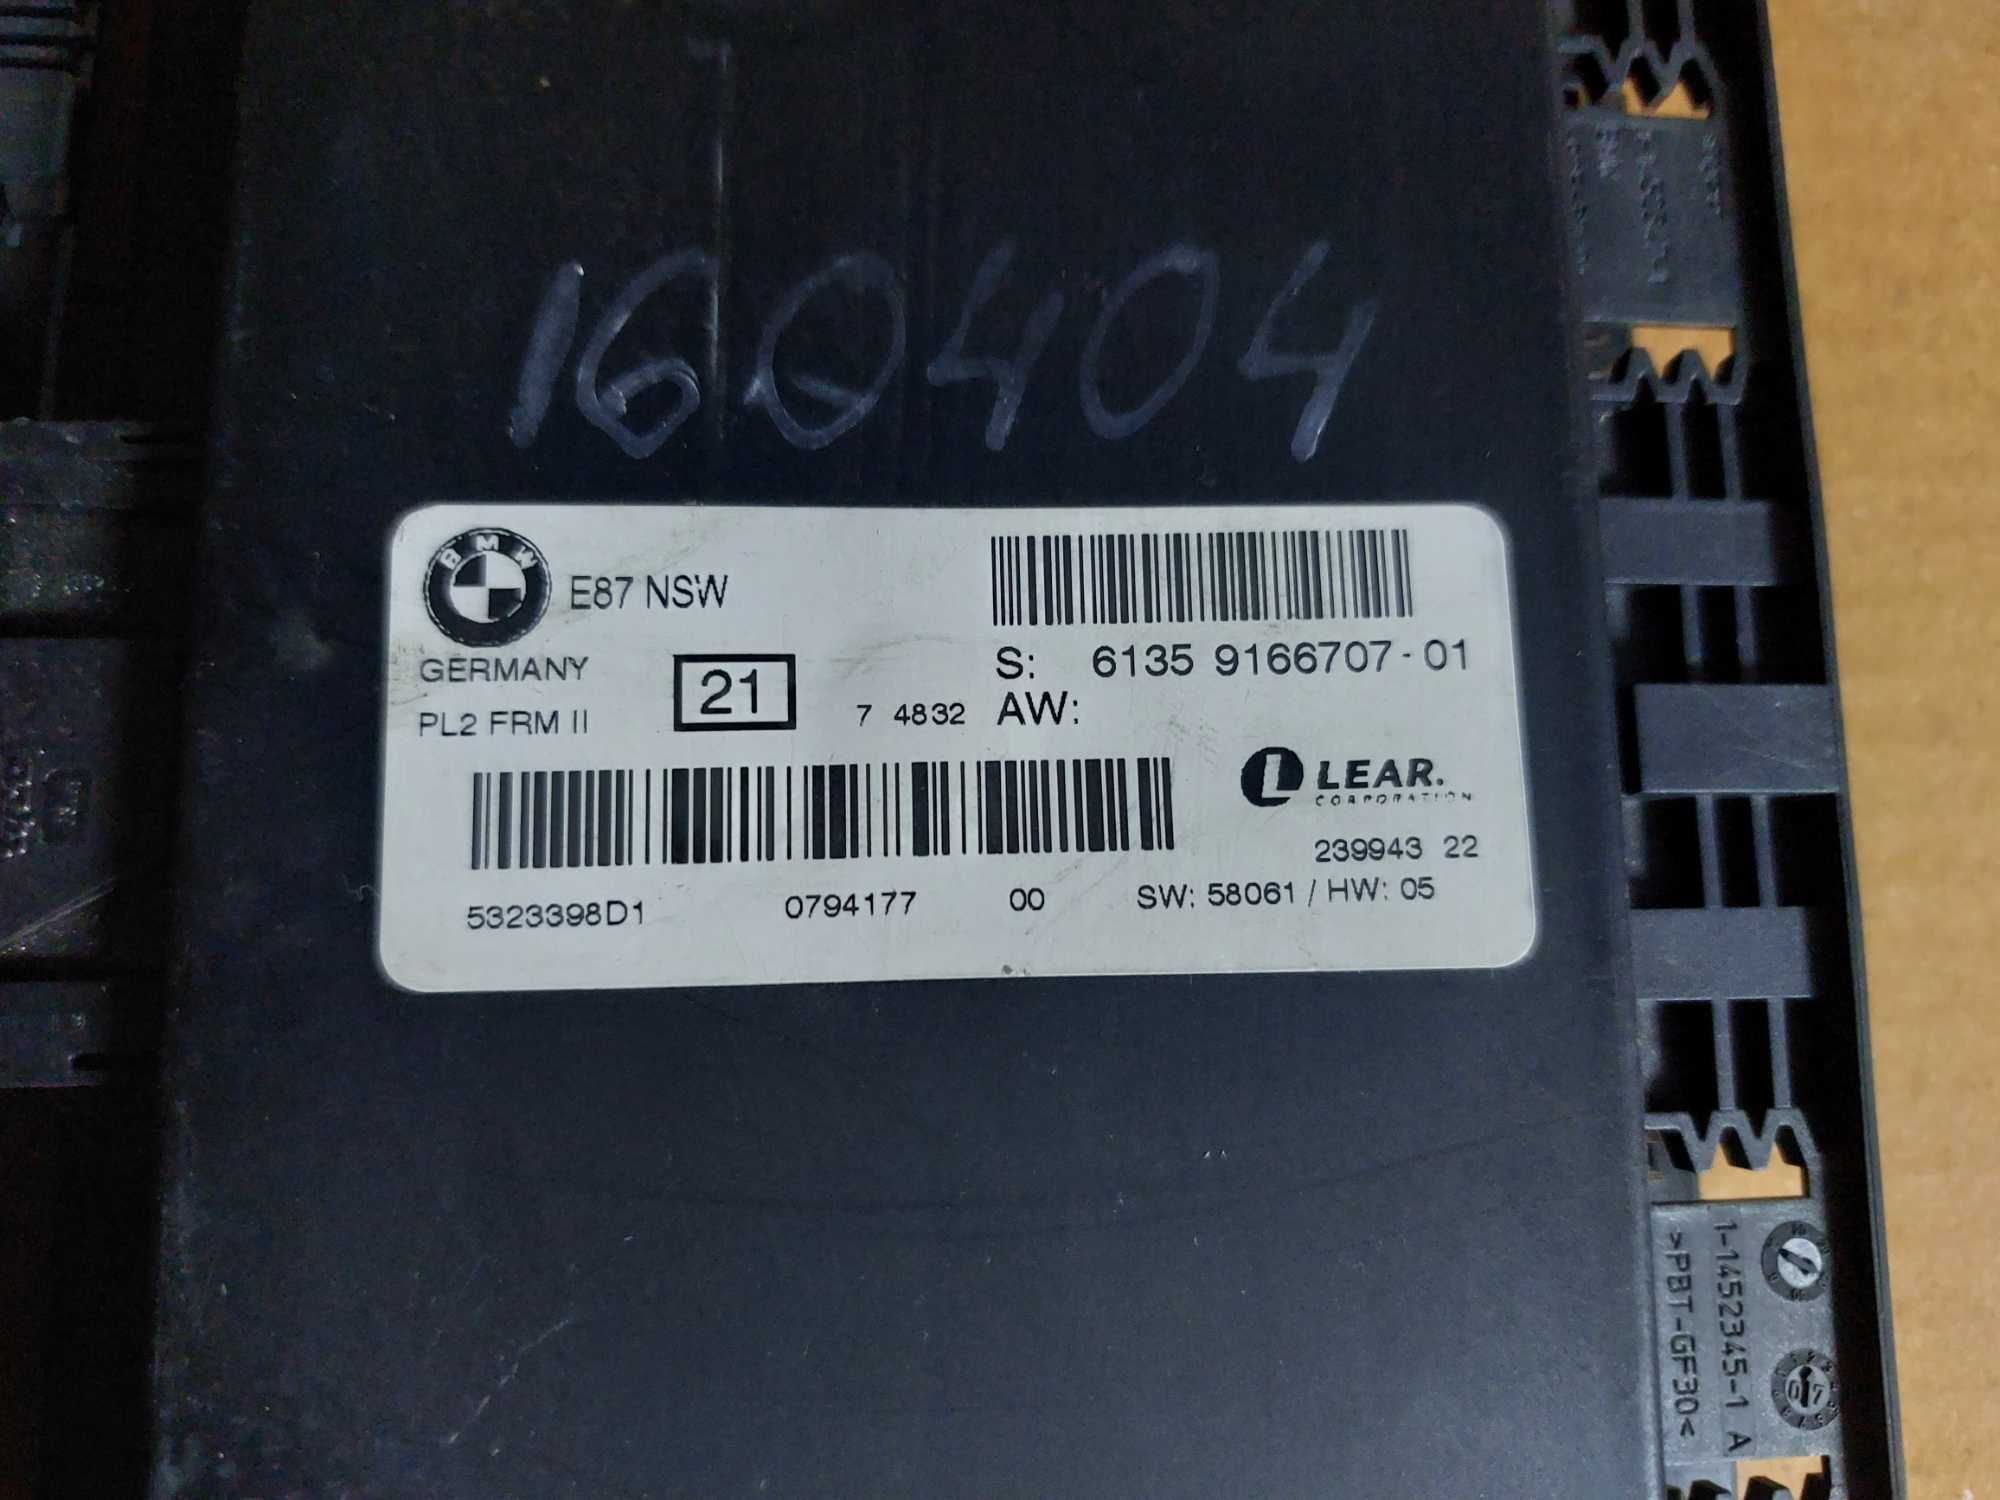 160404
BMW
E87 NSW
GERMANY
PL2 FRM II
21
7 4832
S: 6135 9166707-01
AW:
LEAR.
CORPORATION
239943 22
5323398D1 0794177 00 SW: 58061 / HW: 05
1-1452345-1 A
>PBT-GF30<
07